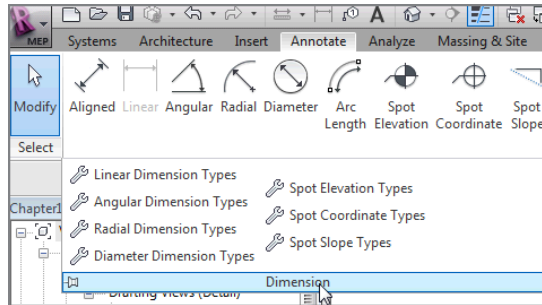 MEP Systems Architecture Insert Annotate Analyze Massing & Site
Modify Aligned Linear Angular Radial Diameter Arc Length Spot Elevation Spot Coordinate Spot Slope
Select
Linear Dimension Types
Angular Dimension Types
Radial Dimension Types
Diameter Dimension Types
Spot Elevation Types
Spot Coordinate Types
Spot Slope Types
Chapter1
Dimension
Drafting Views (Detail)